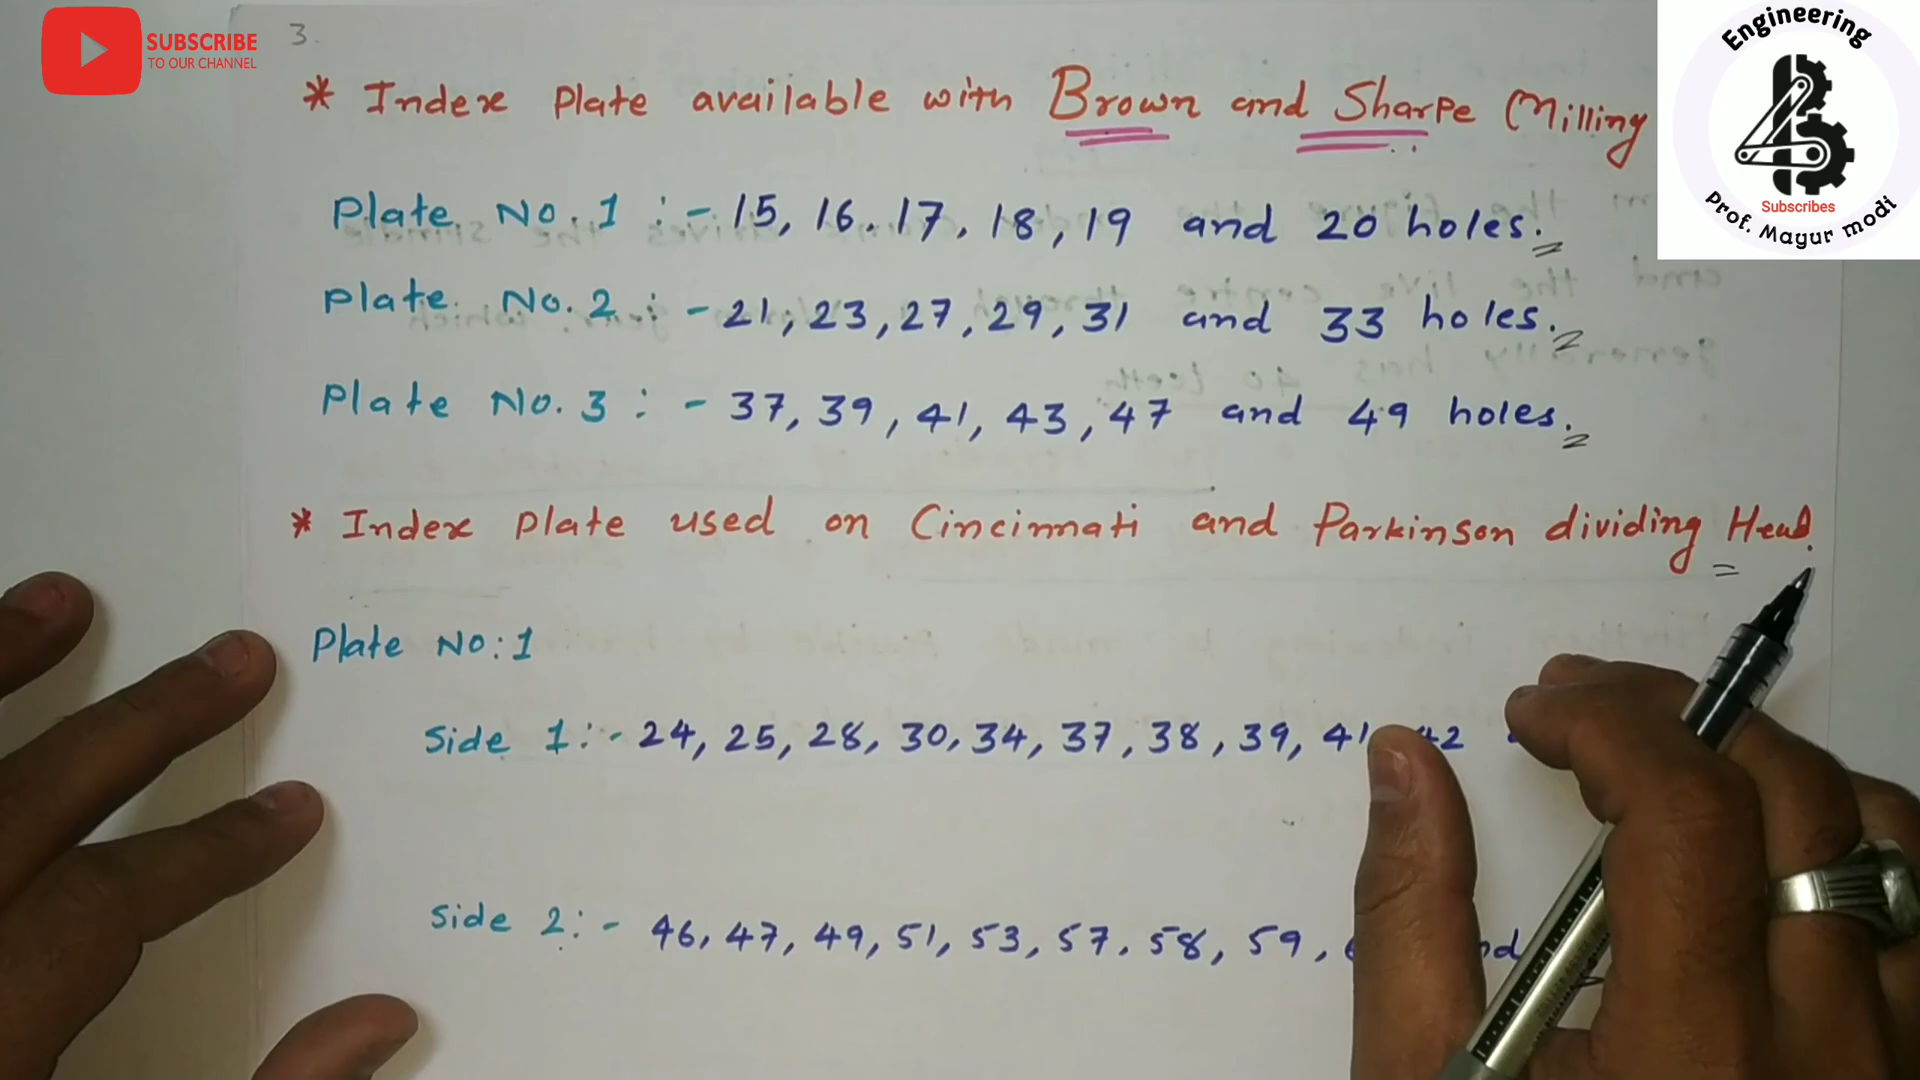 SUBSCRIBE
TO OUR CHANNEL
3.
Engineering
Subscribes
Prof. Mayur modi
* Index Plate available with Brown and Sharpe Milling
Plate No. 1 :- 15, 16, 17, 18, 19 and 20 holes.
Plate No. 2 :- 21, 23, 27, 29, 31 and 33 holes.
Plate No. 3 :- 37, 39, 41, 43, 47 and 49 holes.
* Index Plate used on Cincinnati and Parkinson dividing Head.
Plate No:1
Side 1:- 24, 25, 28, 30, 34, 37, 38, 39, 41, 42
Side 2:- 46, 47, 49, 51, 53, 57, 58, 59,